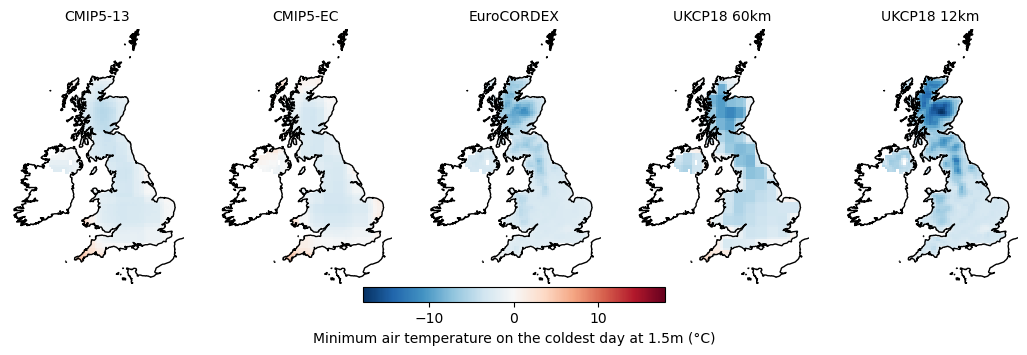 CMIP5-13 CMIP5-EC EuroCORDEX UKCP18 60km UKCP18 12km
−10 0 10
Minimum air temperature on the coldest day at 1.5m (°C)